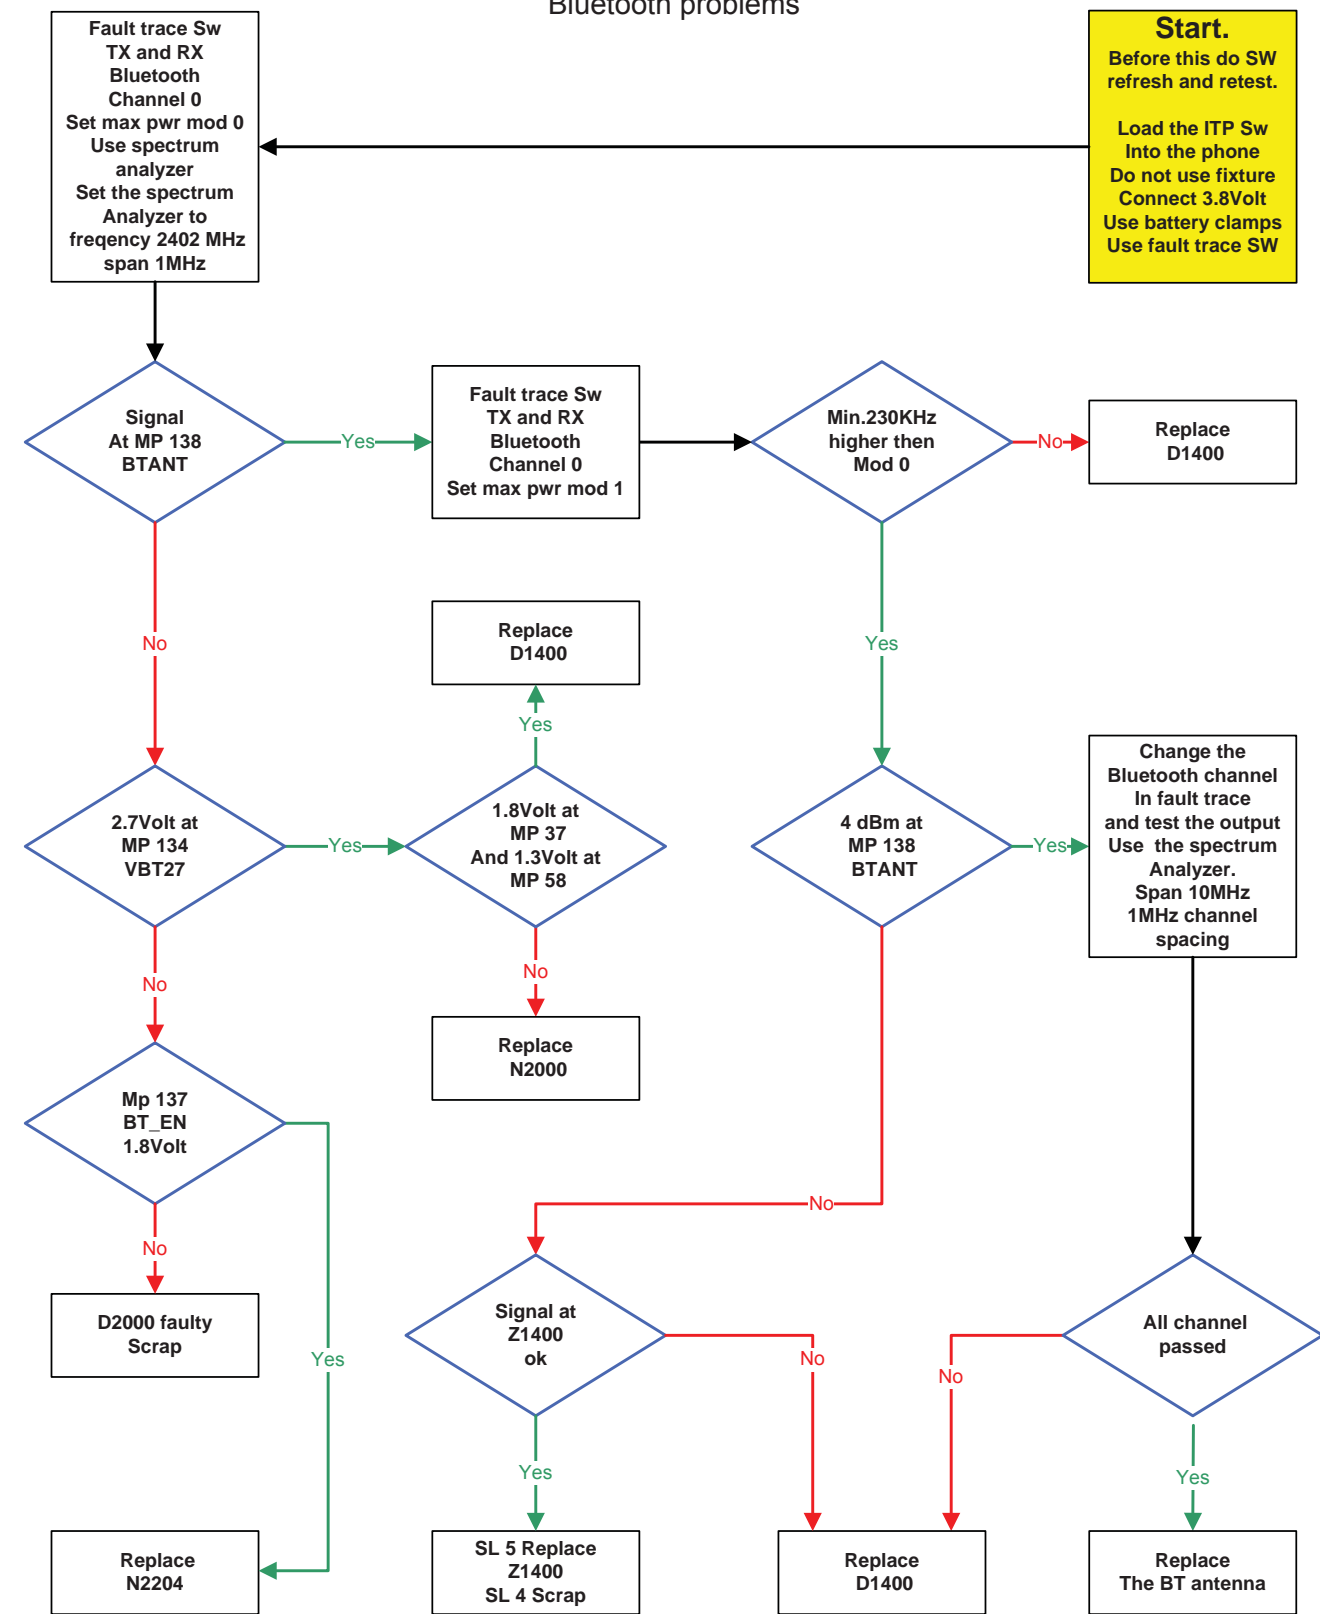 Bluetooth problems
Fault trace Sw
TX and RX
Bluetooth
Channel 0
Set max pwr mod 0
Use spectrum
analyzer
Set the spectrum
Analyzer to
freqency 2402 MHz
span 1MHz
Start.
Before this do SW
refresh and retest.
Load the ITP Sw
Into the phone
Do not use fixture
Connect 3.8Volt
Use battery clamps
Use fault trace SW
Signal
At MP 138
BTANT
Yes
Fault trace Sw
TX and RX
Bluetooth
Channel 0
Set max pwr mod 1
Min.230KHz
higher then
Mod 0
No
Replace
D1400
No
Replace
D1400
Yes
Yes
2.7Volt at
MP 134
VBT27
Yes
1.8Volt at
MP 37
And 1.3Volt at
MP 58
4 dBm at
MP 138
BTANT
Yes
Change the
Bluetooth channel
In fault trace
and test the output
Use the spectrum
Analyzer.
Span 10MHz
1MHz channel
spacing
No
No
Replace
N2000
Mp 137
BT_EN
1.8Volt
No
No
D2000 faulty
Scrap
Yes
Signal at
Z1400
ok
No
No
All channel
passed
Yes
Yes
Replace
N2204
SL 5 Replace
Z1400
SL 4 Scrap
Replace
D1400
Replace
The BT antenna